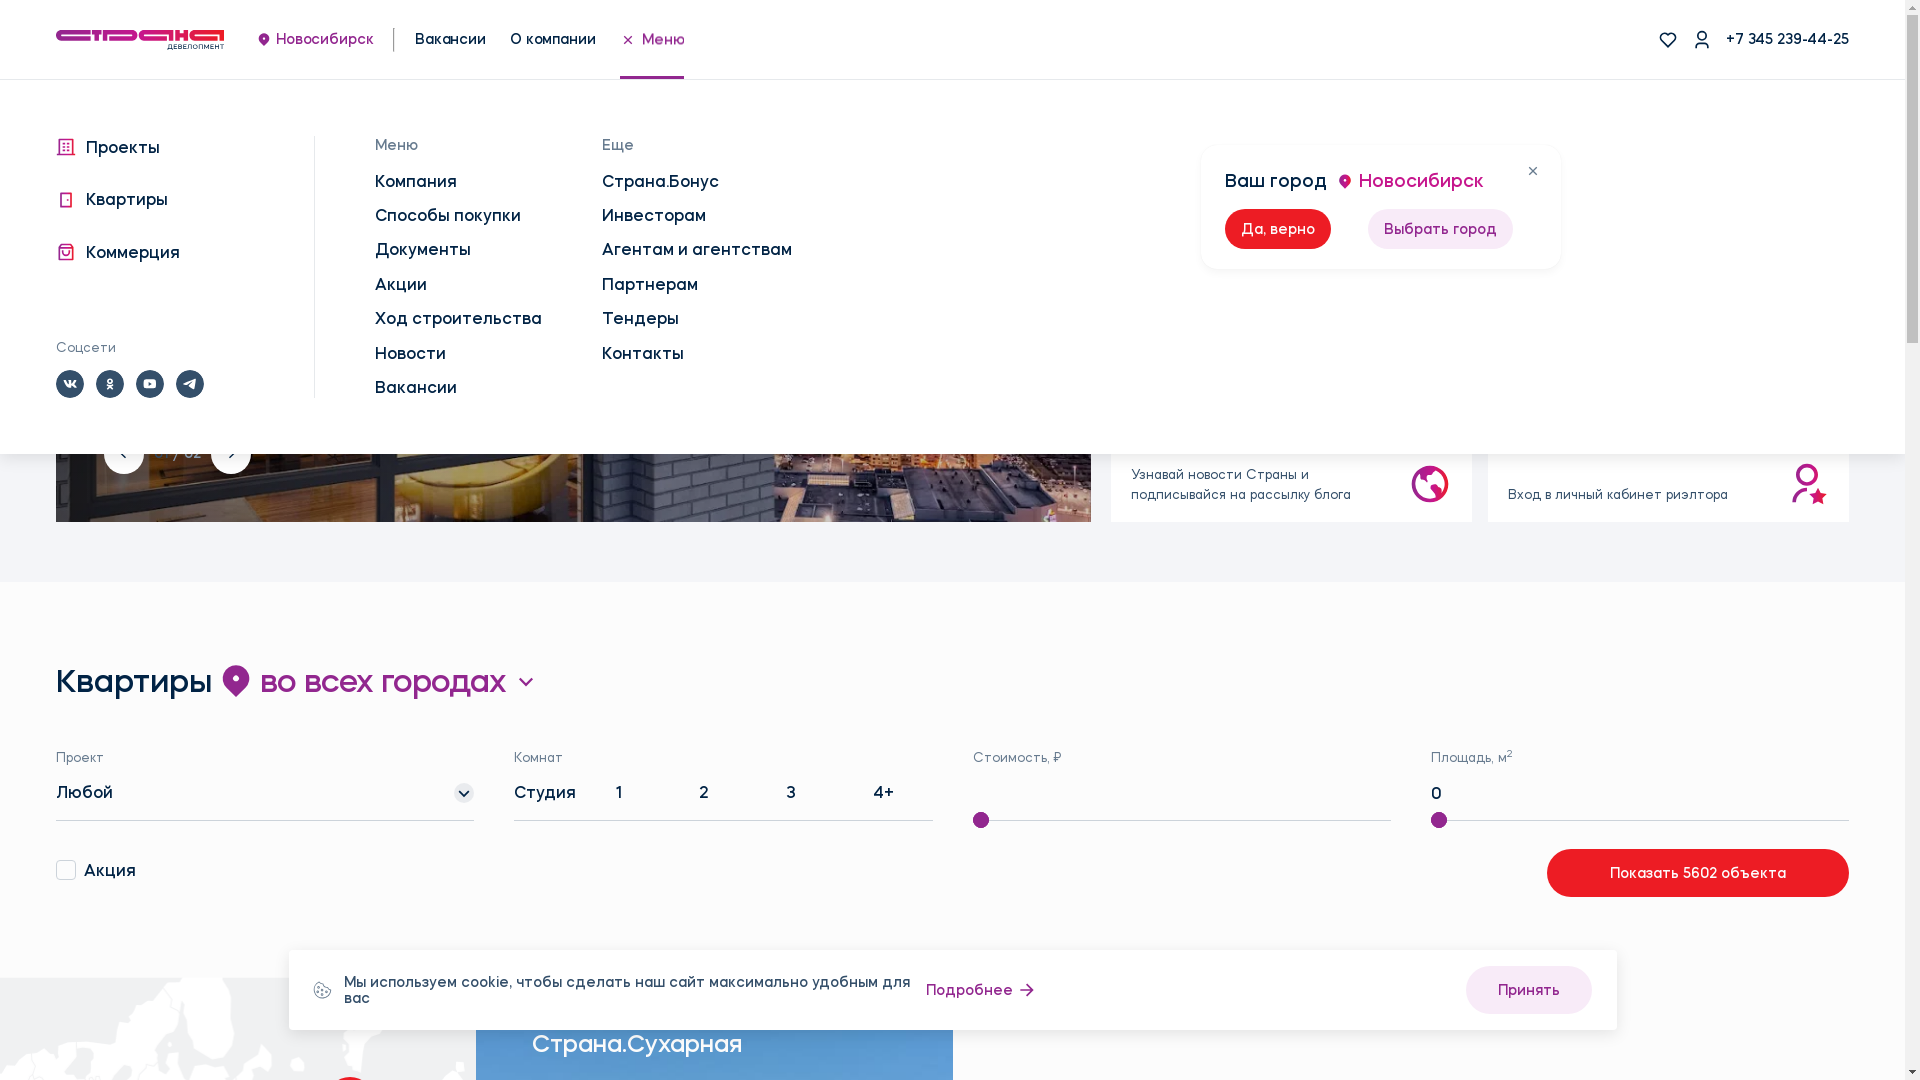 СТРАНА
ДЕВЕЛОПМЕНТ
Новосибирск
Вакансии
О компании
Меню
+7 345 239-44-25
Проекты
Квартиры
Коммерция
Соцсети
Меню
Компания
Способы покупки
Документы
Акции
Ход строительства
Новости
Вакансии
Еще
Страна.Бонус
Инвесторам
Агентам и агентствам
Партнерам
Тендеры
Контакты
Ваш город Новосибирск
Да, верно
Выбрать город
Узнавай новости Страны и
подписывайся на рассылку блога
Вход в личный кабинет риэлтора
Квартиры во всех городах
Проект
Любой
Комнат
Студия 1 2 3 4+
Стоимость, ₽
Площадь, м²
0
Акция
Показать 5602 объекта
Мы используем cookie, чтобы сделать наш сайт максимально удобным для
вас
Подробнее
Принять
Страна.Сухарная